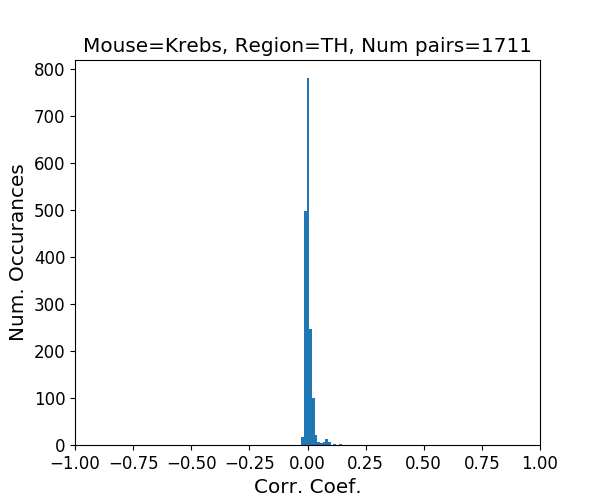 Mouse=Krebs, Region=TH, Num pairs=1711
800
700
600
500
400
300
200
100
0
Num. Occurances
−1.00 −0.75 −0.50 −0.25 0.00 0.25 0.50 0.75 1.00
Corr. Coef.